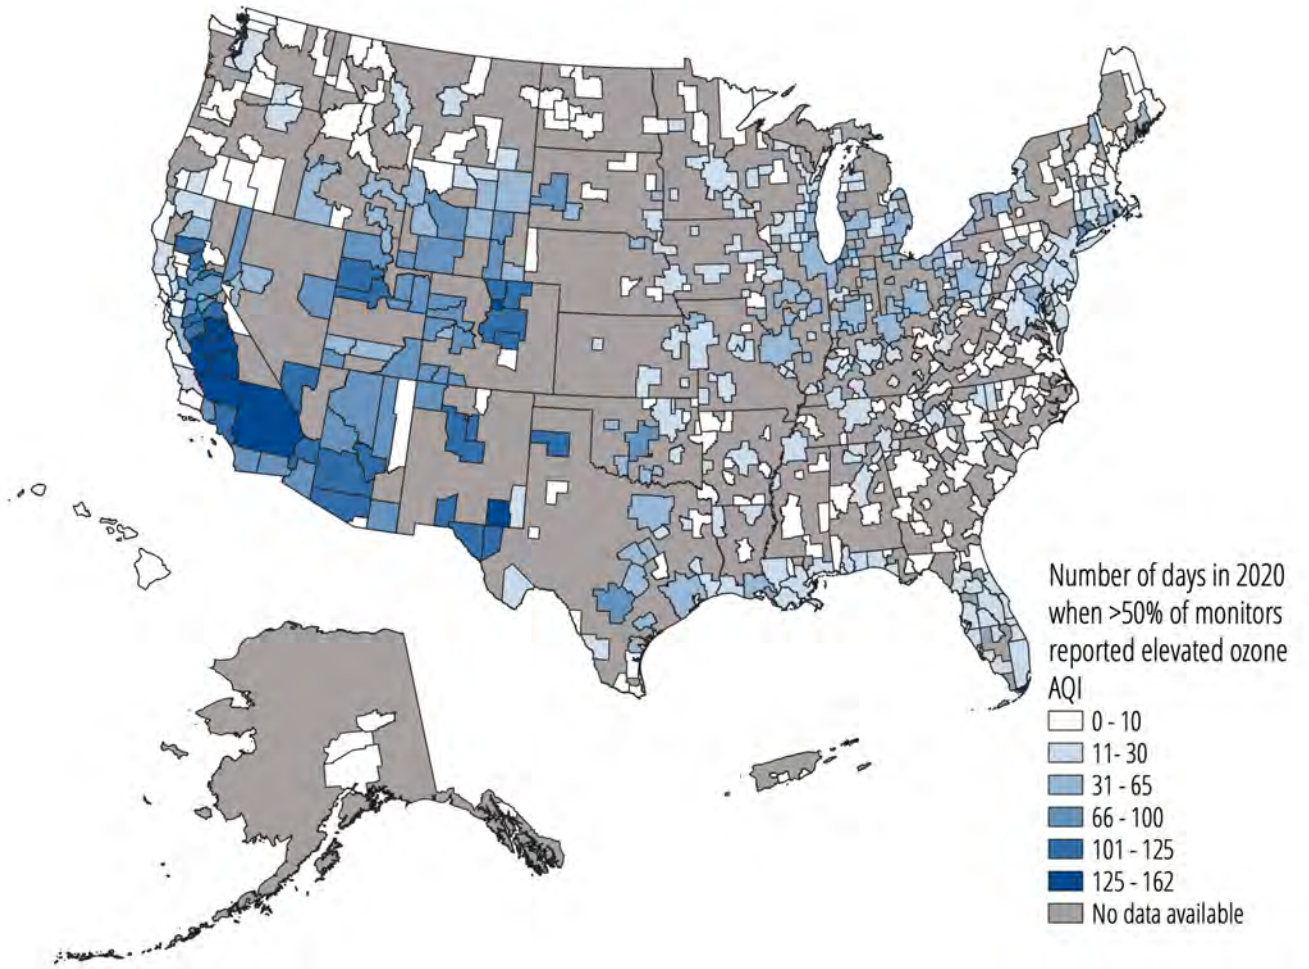 Number of days in 2020
when >50% of monitors
reported elevated ozone
AQI
0 - 10
11- 30
31 - 65
66 - 100
101 - 125
125 - 162
No data available